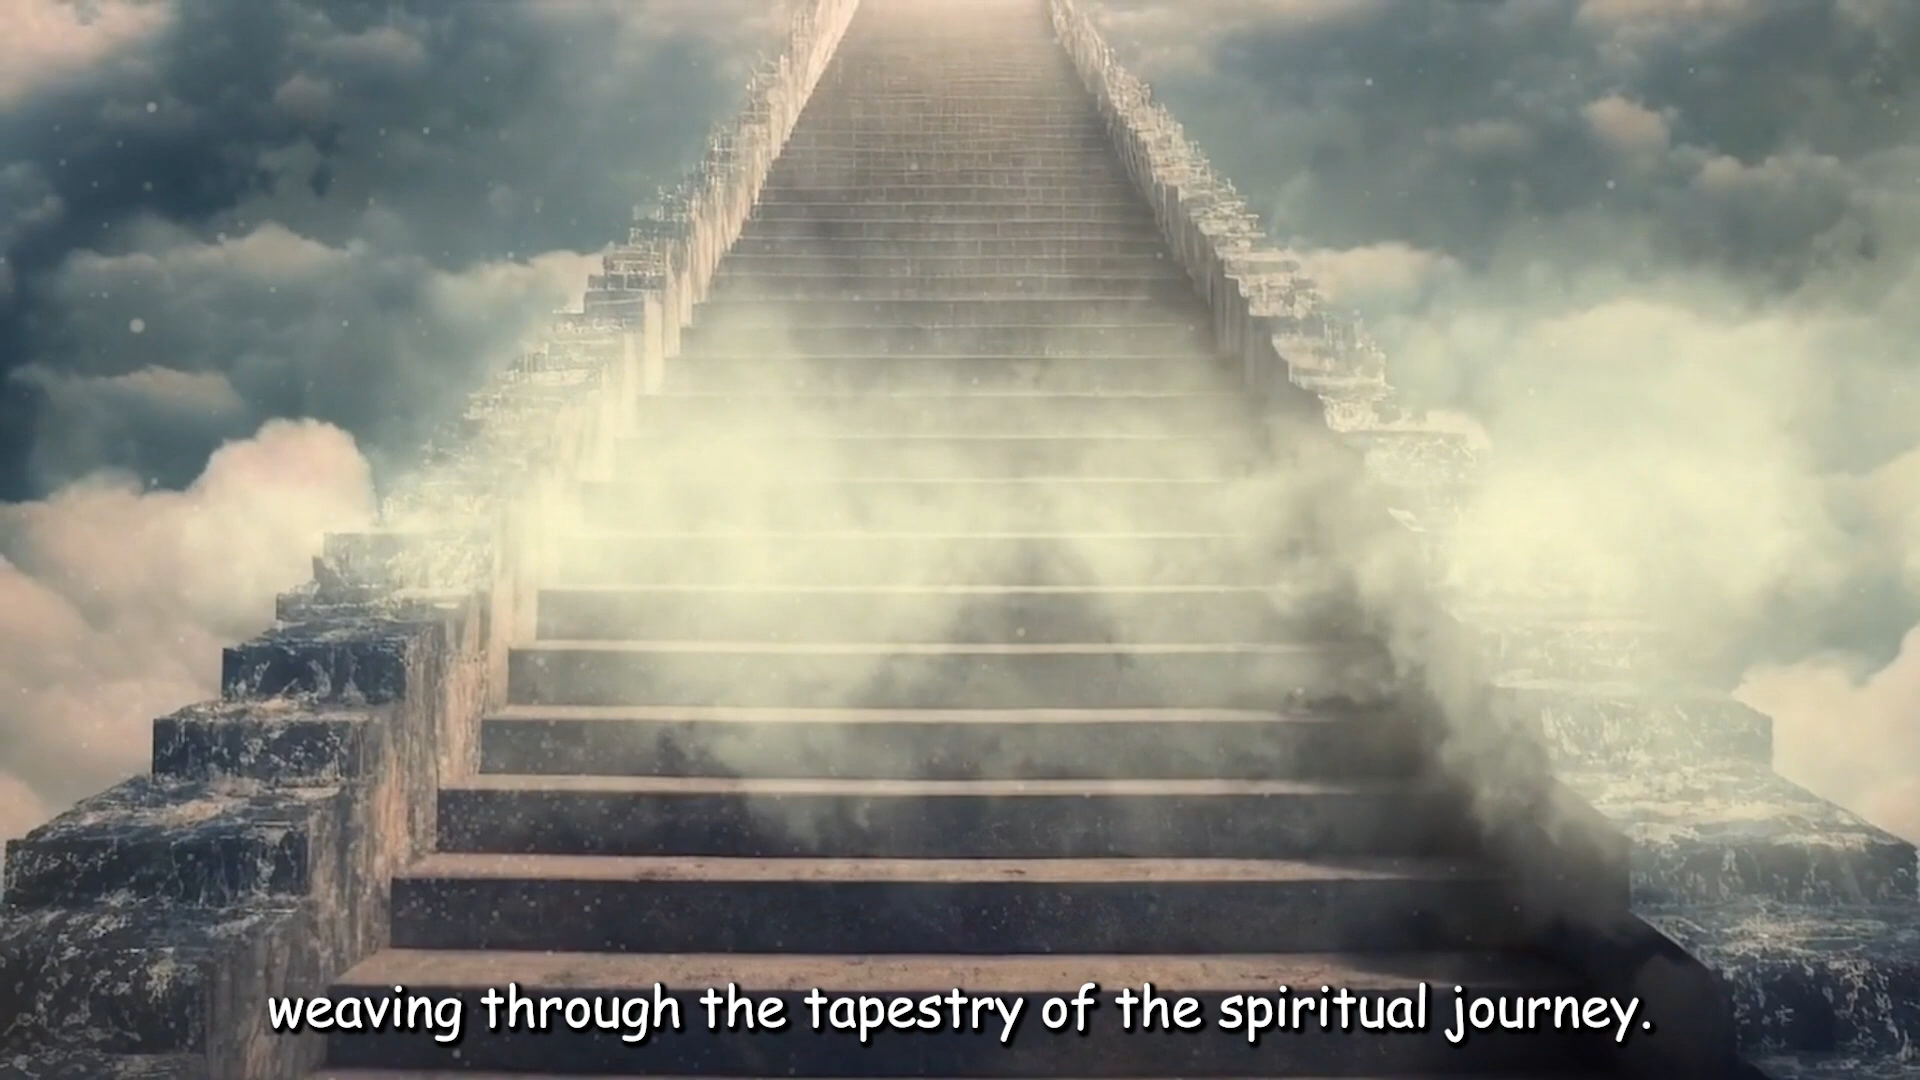 weaving through the tapestry of the spiritual journey.